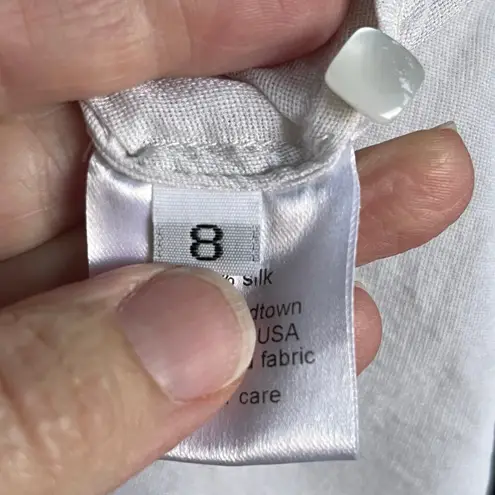 8
% silk
dtown
USA
fabric
care